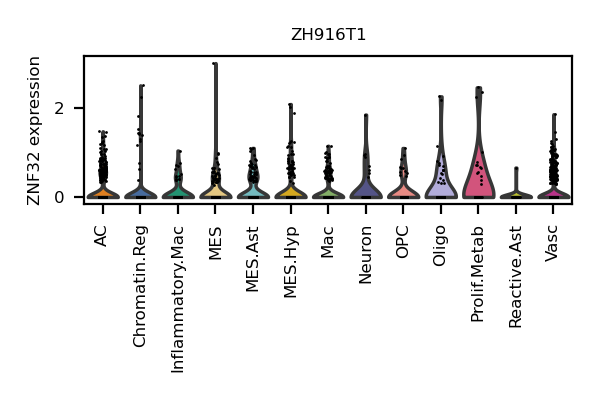 ZH916T1
ZNF32 expression
2
0
AC
Chromatin.Reg
Inflammatory.Mac
MES
MES.Ast
MES.Hyp
Mac
Neuron
OPC
Oligo
Prolif.Metab
Reactive.Ast
Vasc